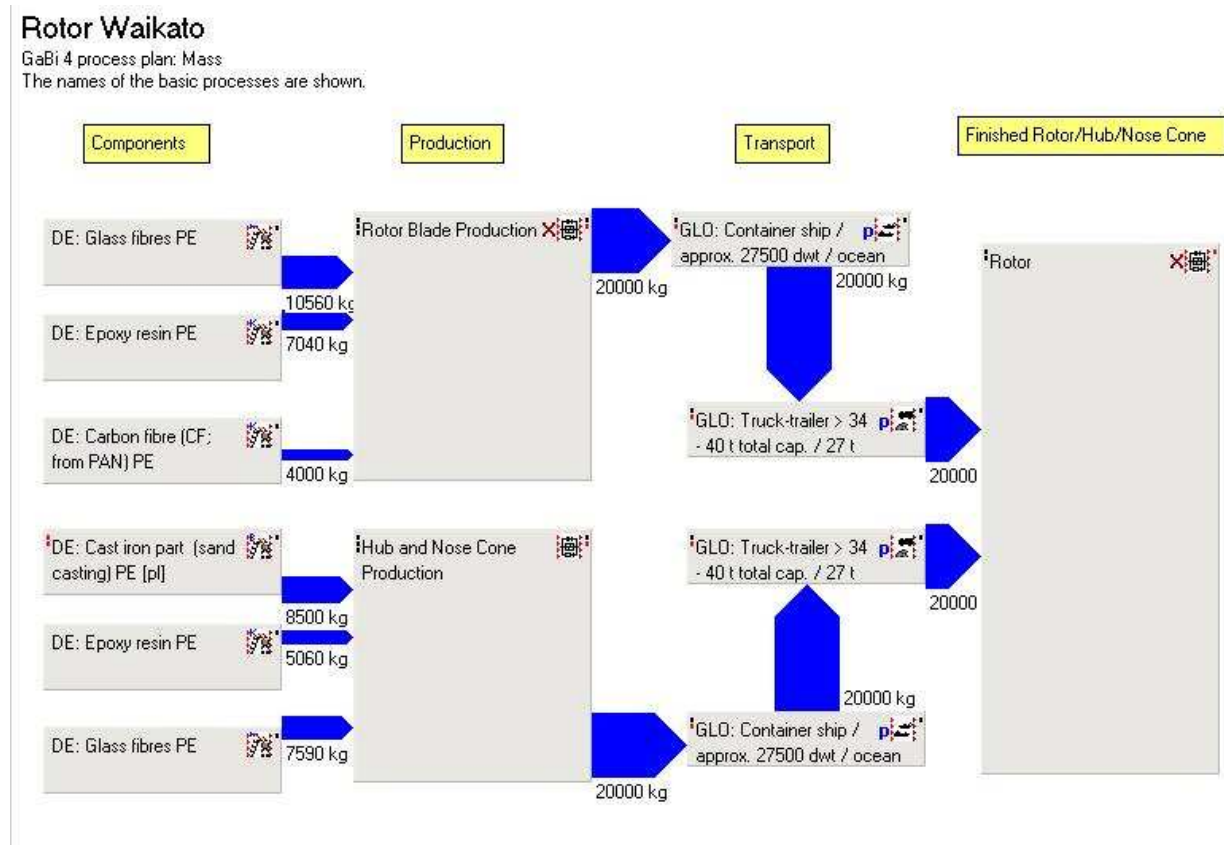 Rotor Waikato
GaBi 4 process plan: Mass
The names of the basic processes are shown.
Components
Production
Transport
Finished Rotor/Hub/Nose Cone
DE: Glass fibres PE
10560 kg
DE: Epoxy resin PE
7040 kg
DE: Carbon fibre (CF;
from PAN) PE
4000 kg
Rotor Blade Production
20000 kg
GLO: Container ship /
approx. 27500 dwt / ocean
p
20000 kg
GLO: Truck-trailer > 34
- 40 t total cap. / 27 t
p
20000
Rotor
DE: Cast iron part (sand
casting) PE [pl]
8500 kg
DE: Epoxy resin PE
5060 kg
DE: Glass fibres PE
7590 kg
Hub and Nose Cone
Production
20000 kg
GLO: Container ship /
approx. 27500 dwt / ocean
p
20000 kg
GLO: Truck-trailer > 34
- 40 t total cap. / 27 t
p
20000